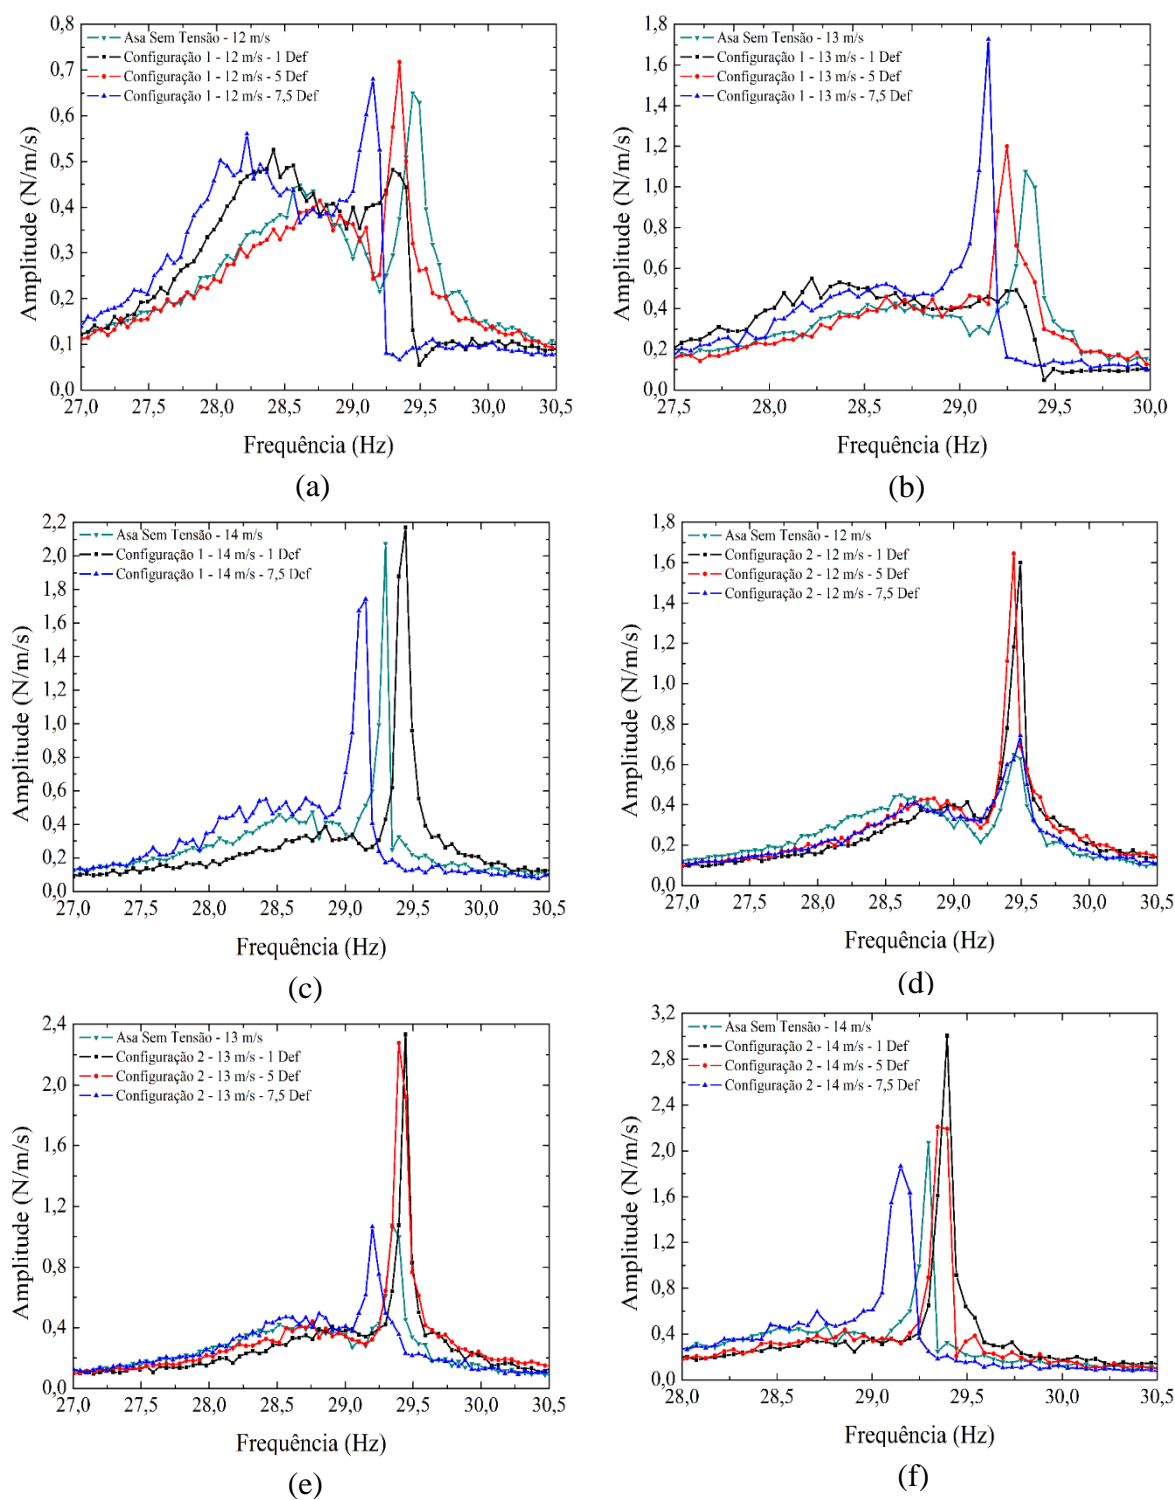 0,8
0,7
0,6
0,5
0,4
0,3
0,2
0,1
0,0
Amplitude (N/m/s)
Asa Sem Tensão - 12 m/s
Configuração 1 - 12 m/s - 1 Def
Configuração 1 - 12 m/s - 5 Def
Configuração 1 - 12 m/s - 7,5 Def
27,0 27,5 28,0 28,5 29,0 29,5 30,0 30,5
Frequência (Hz)
(a)
1,8
1,6
1,4
1,2
1,0
0,8
0,6
0,4
0,2
0,0
Amplitude (N/m/s)
Asa Sem Tensão - 13 m/s
Configuração 1 - 13 m/s - 1 Def
Configuração 1 - 13 m/s - 5 Def
Configuração 1 - 13 m/s - 7,5 Def
27,5 28,0 28,5 29,0 29,5 30,0
Frequência (Hz)
(b)
2,2
2,0
1,8
1,6
1,4
1,2
1,0
0,8
0,6
0,4
0,2
0,0
Amplitude (N/m/s)
Asa Sem Tensão - 14 m/s
Configuração 1 - 14 m/s - 1 Def
Configuração 1 - 14 m/s - 7,5 Def
27,0 27,5 28,0 28,5 29,0 29,5 30,0 30,5
Frequência (Hz)
(c)
1,8
1,6
1,4
1,2
1,0
0,8
0,6
0,4
0,2
0,0
Amplitude (N/m/s)
Asa Sem Tensão - 12 m/s
Configuração 2 - 12 m/s - 1 Def
Configuração 2 - 12 m/s - 5 Def
Configuração 2 - 12 m/s - 7,5 Def
27,0 27,5 28,0 28,5 29,0 29,5 30,0 30,5
Frequência (Hz)
(d)
2,4
2,0
1,6
1,2
0,8
0,4
0,0
Amplitude (N/m/s)
Asa Sem Tensão - 13 m/s
Configuração 2 - 13 m/s - 1 Def
Configuração 2 - 13 m/s - 5 Def
Configuração 2 - 13 m/s - 7,5 Def
27,0 27,5 28,0 28,5 29,0 29,5 30,0 30,5
Frequência (Hz)
(e)
3,2
2,8
2,4
2,0
1,6
1,2
0,8
0,4
0,0
Amplitude (N/m/s)
Asa Sem Tensão - 14 m/s
Configuração 2 - 14 m/s - 1 Def
Configuração 2 - 14 m/s - 5 Def
Configuração 2 - 14 m/s - 7,5 Def
28,0 28,5 29,0 29,5 30,0 30,5
Frequência (Hz)
(f)